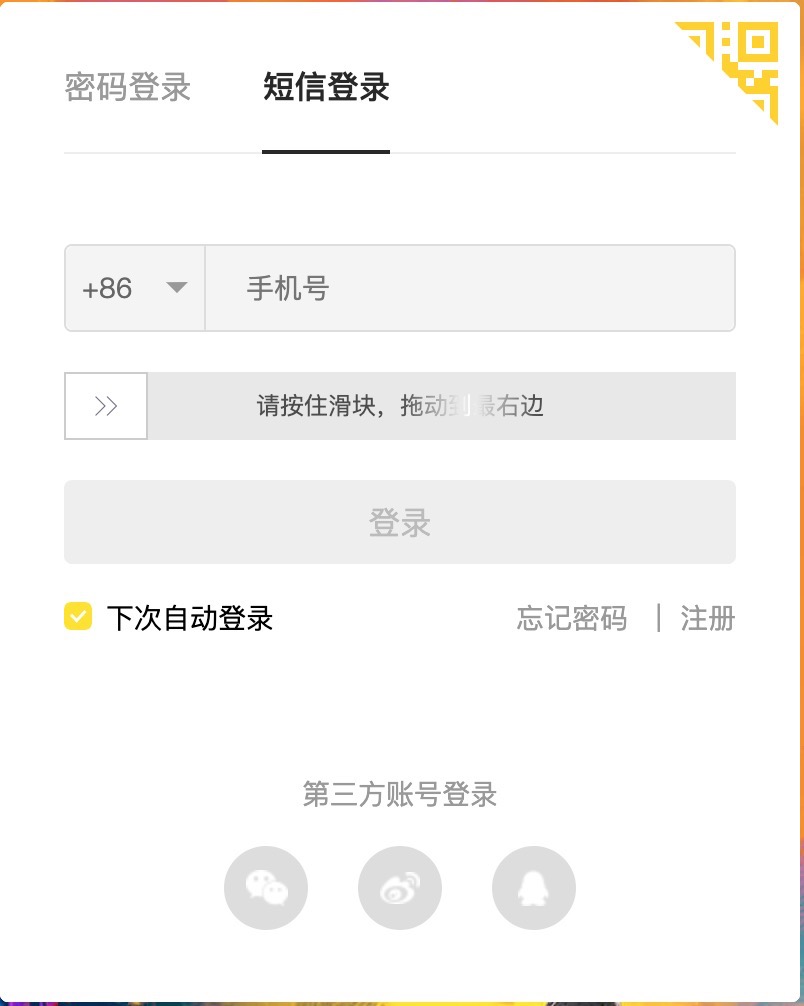 密码登录 短信登录
+86 手机号
请按住滑块，拖动到最右边
登录
下次自动登录 忘记密码 | 注册
第三方账号登录